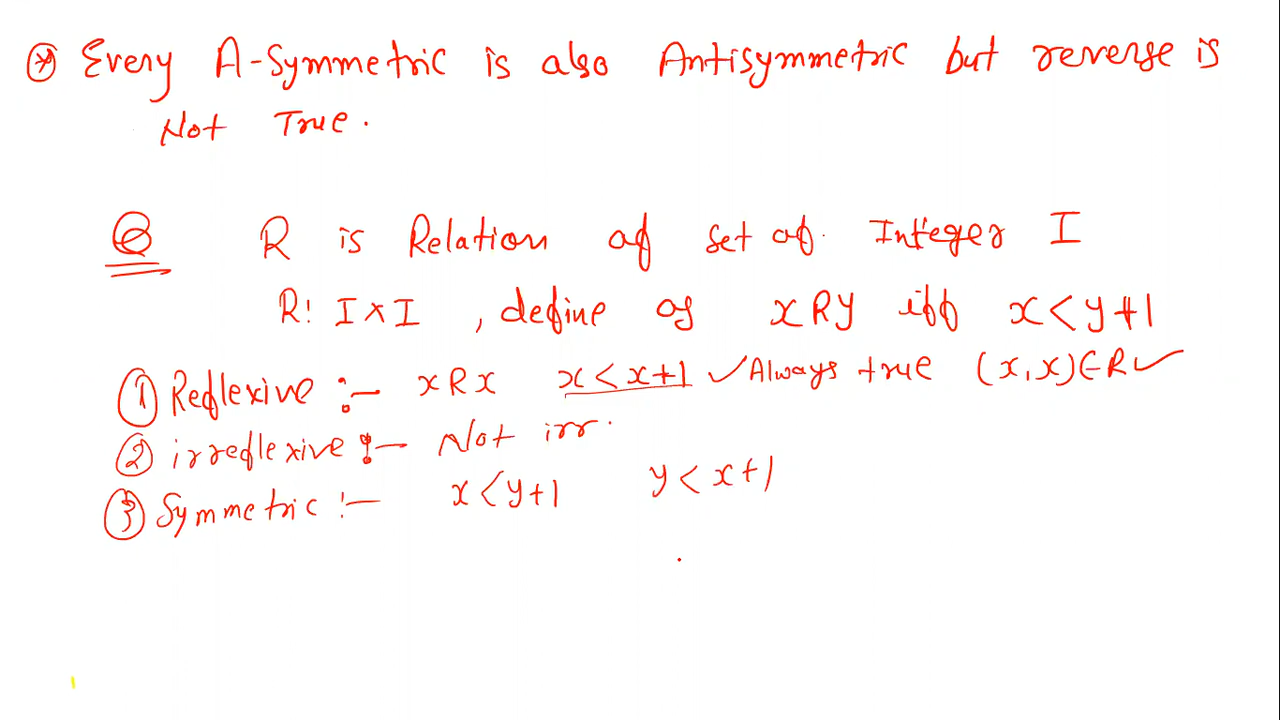 * Every A-Symmetric is also Antisymmetric but reverse is
Not True.
Q R is Relation of set of Integer I
R: I×I , define as xRy iff x<y+1
① Reflexive :- xRx x<x+1 ✓ Always true (x,x)∈R ✓
② irreflexive :- Not irr.
③ Symmetric :- x<y+1 y<x+1